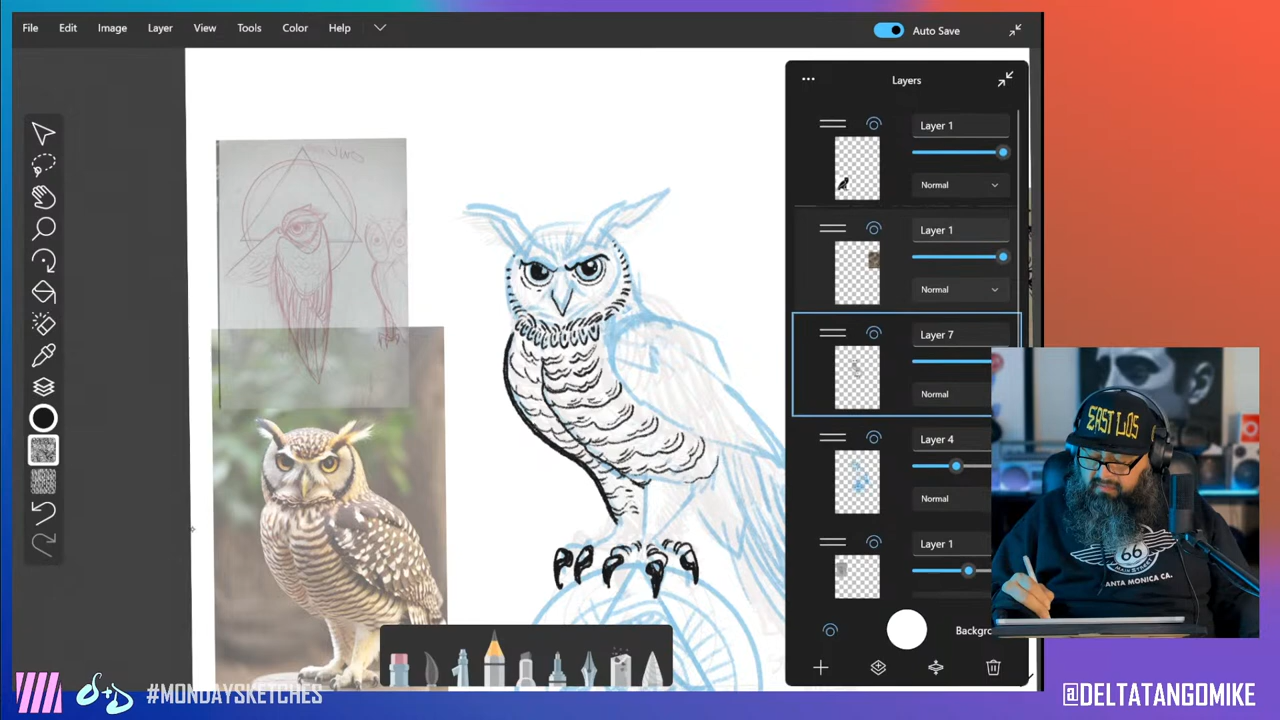 File Edit Image Layer View Tools Color Help
Auto Save
Layers
Layer 1
Normal
Layer 1
Normal
Layer 7
Normal
Layer 4
Normal
Layer 1
OWL
EAST LOS
66
MAIN STREET
ANTA MONICA CA.
#MONDAYSKETCHES
@DELTATANGOMIKE